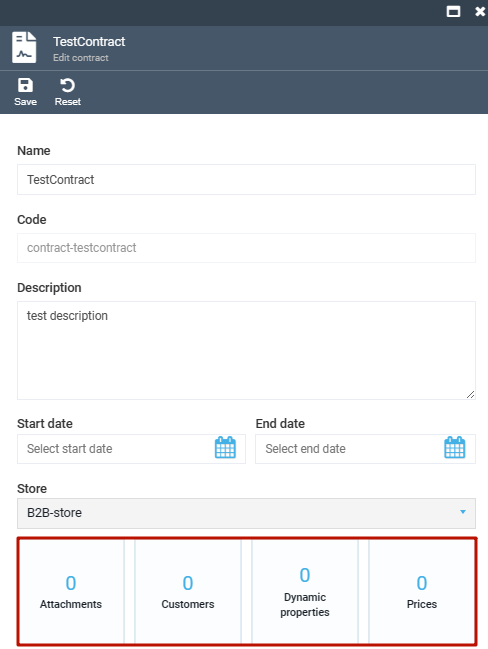 TestContract
Edit contract
Save Reset
Name
TestContract
Code
contract-testcontract
Description
test description
Start date End date
Select start date Select end date
Store
B2B-store
0 0 0 0
Attachments Customers Dynamic properties Prices